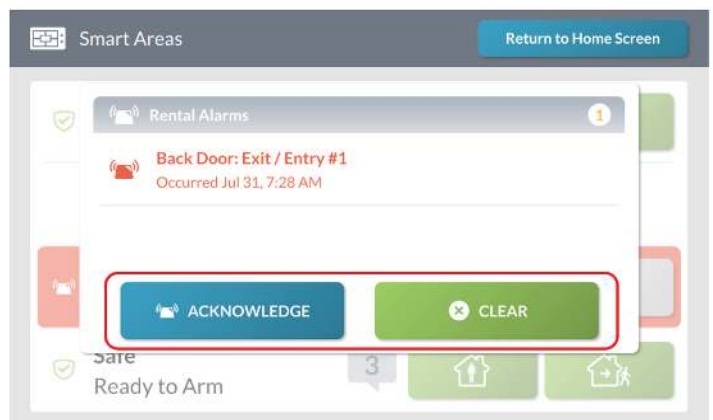 Smart Areas
Return to Home Screen
Rental Alarms
1
Back Door: Exit / Entry #1
Occurred Jul 31, 7:28 AM
ACKNOWLEDGE
CLEAR
Safe
Ready to Arm
3